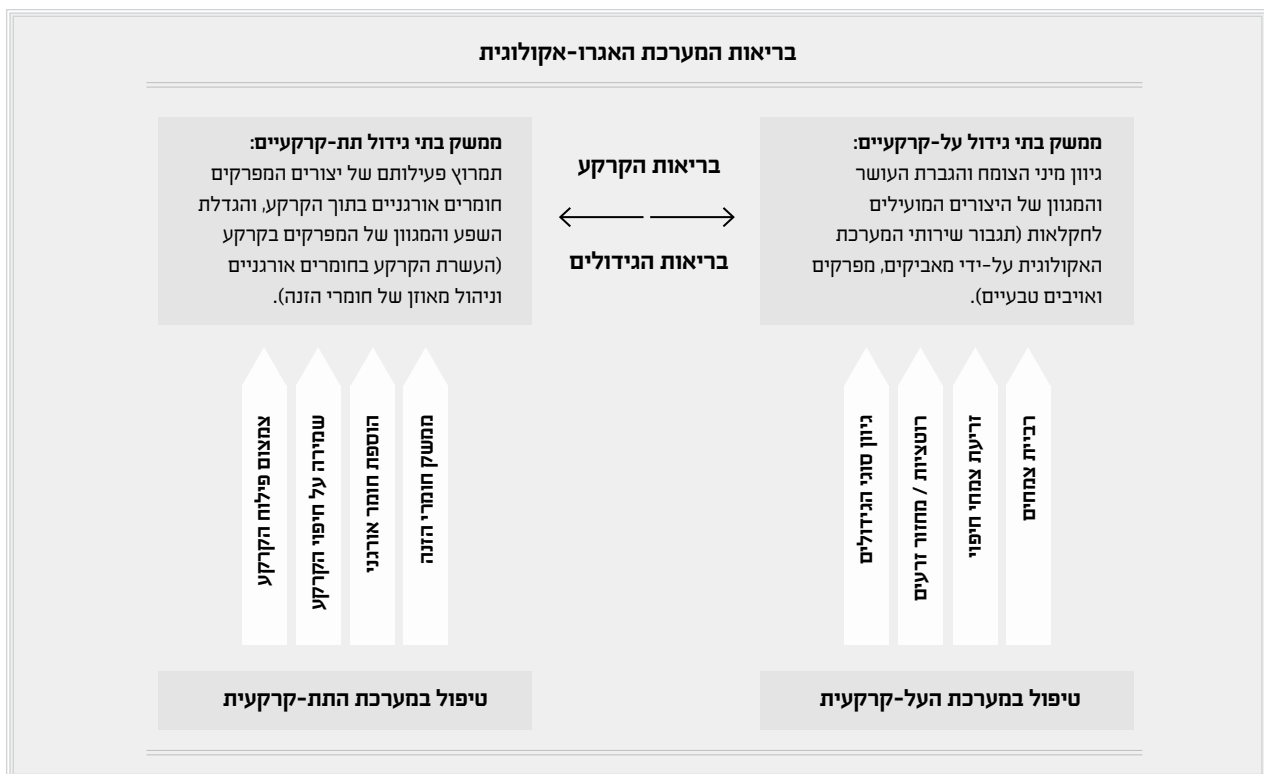 בריאות המערכת האגרו-אקולוגית
ממשק בתי גידול על-קרקעיים:
גיוון מיני הצומח והגברת העושר
והמגוון של היצורים המועילים
לחקלאות (תגבור שירותי המערכת
האקולוגית על-ידי מאביקים, מפרקים
ואויבים טבעיים).
בריאות הקרקע
בריאות הגידולים
ממשק בתי גידול תת-קרקעיים:
תמרוץ פעילותם של יצורים המפרקים
חומרים אורגניים בתוך הקרקע, והגדלת
השפע והמגוון של המפרקים בקרקע
(העשרת הקרקע בחומרים אורגניים
וניהול מאוזן של חומרי הזנה).
רביית צמחים
זריעת צמחי חיפוי
רוטציות / מחזור זרעים
גיוון סוגי הגידולים
ממשק חומרי הזנה
הוספת חומר אורגני
שמירה על חיפוי הקרקע
צמצום פילוח הקרקע
טיפול במערכת העל-קרקעית
טיפול במערכת התת-קרקעית